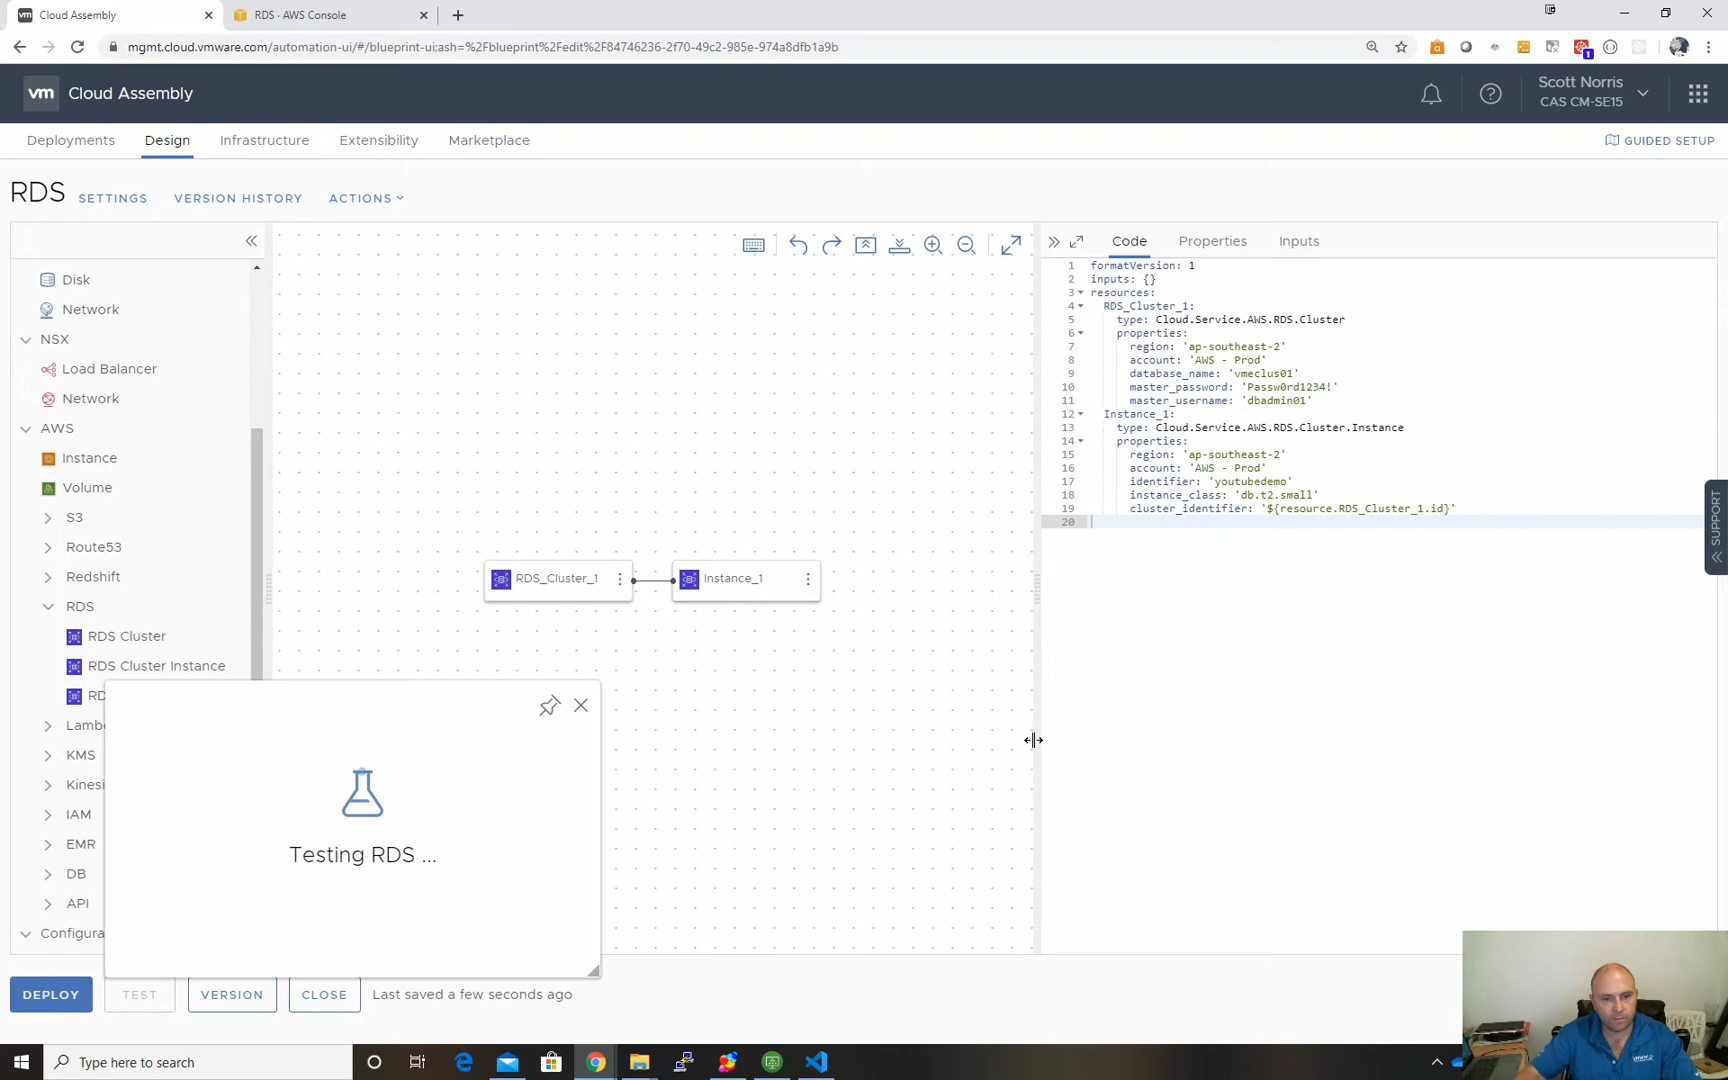 Cloud Assembly
RDS · AWS Console
mgmt.cloud.vmware.com/automation-ui/#/blueprint-ui;ash=%2Fblueprint%2Fedit%2F84746236-2f70-49c2-985e-974a8dfb1a9b
1
vm
Cloud Assembly
Scott Norris
CAS CM-SE15
Deployments
Design
Infrastructure
Extensibility
Marketplace
GUIDED SETUP
RDS
SETTINGS
VERSION HISTORY
ACTIONS
Disk
Network
NSX
Load Balancer
Network
AWS
Instance
Volume
S3
Route53
Redshift
RDS
RDS Cluster
RDS Cluster Instance
RD
Lamb
KMS
Kinesi
IAM
EMR
DB
API
Configura
RDS_Cluster_1
Instance_1
Testing RDS ...
Code
Properties
Inputs
1 formatVersion: 1
2 inputs: {}
3 resources:
4 RDS_Cluster_1:
5 type: Cloud.Service.AWS.RDS.Cluster
6 properties:
7 region: 'ap-southeast-2'
8 account: 'AWS - Prod'
9 database_name: 'vmeclus01'
10 master_password: 'Passw0rd1234!'
11 master_username: 'dbadmin01'
12 Instance_1:
13 type: Cloud.Service.AWS.RDS.Cluster.Instance
14 properties:
15 region: 'ap-southeast-2'
16 account: 'AWS - Prod'
17 identifier: 'youtubedemo'
18 instance_class: 'db.t2.small'
19 cluster_identifier: '${resource.RDS_Cluster_1.id}'
20
SUPPORT
DEPLOY
TEST
VERSION
CLOSE
Last saved a few seconds ago
Type here to search